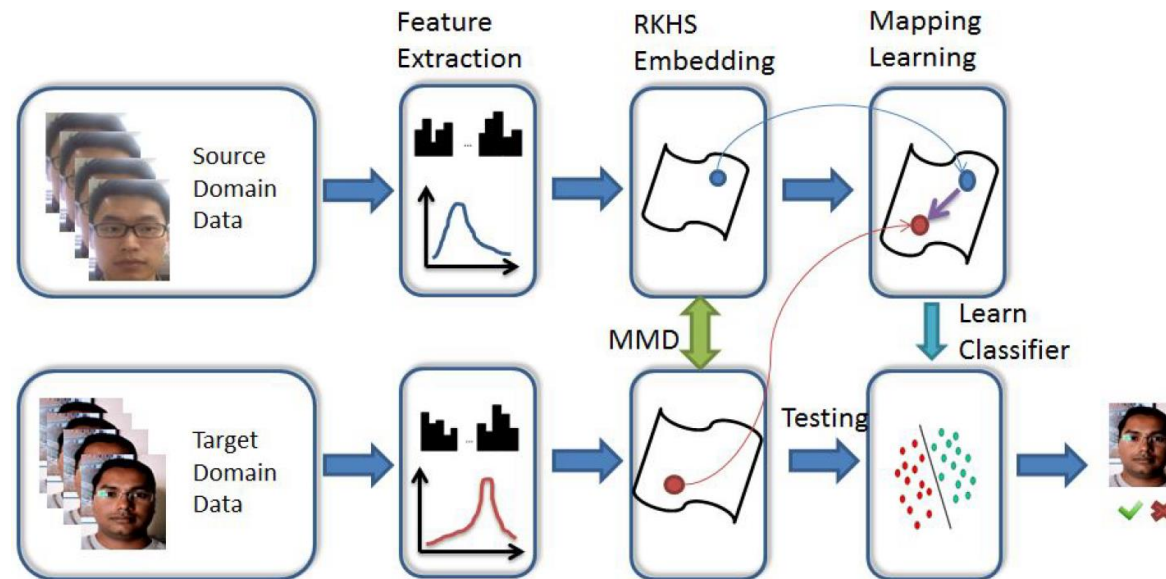 Feature
Extraction
RKHS
Embedding
Mapping
Learning
Source
Domain
Data
...
MMD
Learn
Classifier
Target
Domain
Data
...
Testing